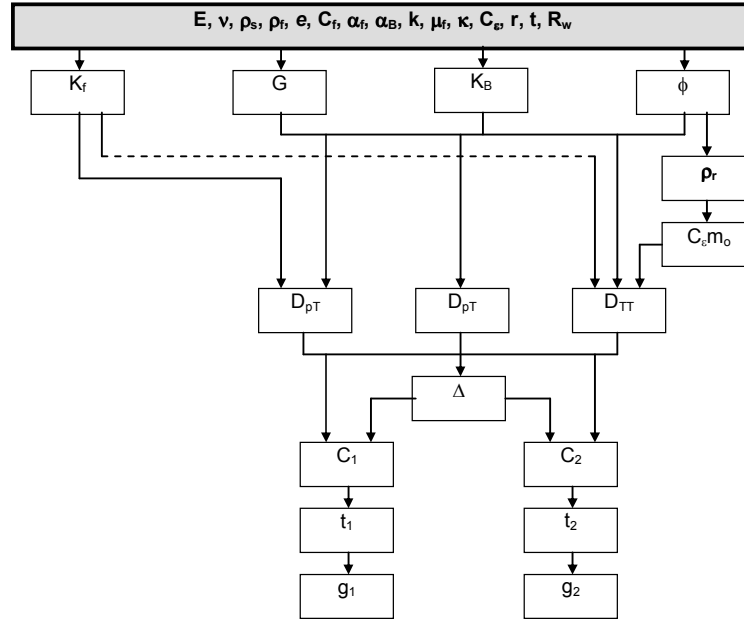 E, ν, ρs, ρf, e, Cf, αf, αB, k, μf, κ, Cε, r, t, Rw
Kf
G
KB
ϕ
ρr
Cεmo
DpT
DpT
DTT
Δ
C1
C2
t1
t2
g1
g2